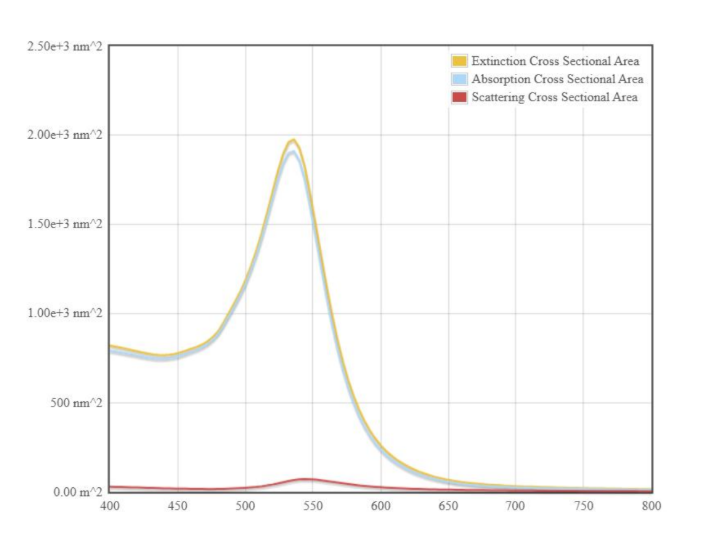 2.50e+3 nm^2
Extinction Cross Sectional Area
Absorption Cross Sectional Area
Scattering Cross Sectional Area
2.00e+3 nm^2
1.50e+3 nm^2
1.00e+3 nm^2
500 nm^2
0.00 m^2
400 450 500 550 600 650 700 750 800